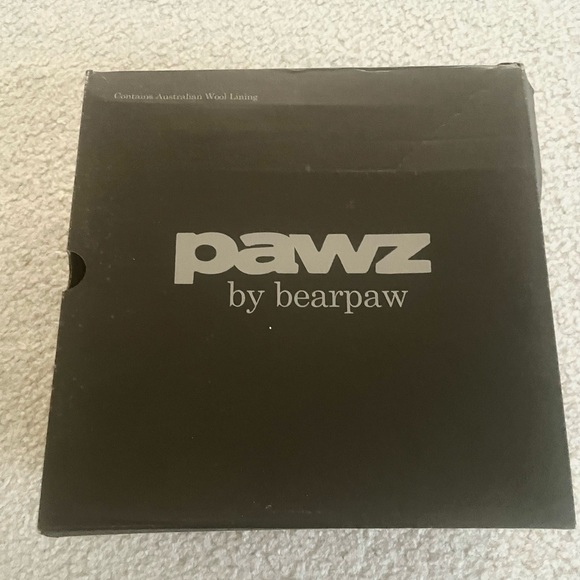 Contains Australian Wool Lining
pawz
by bearpaw